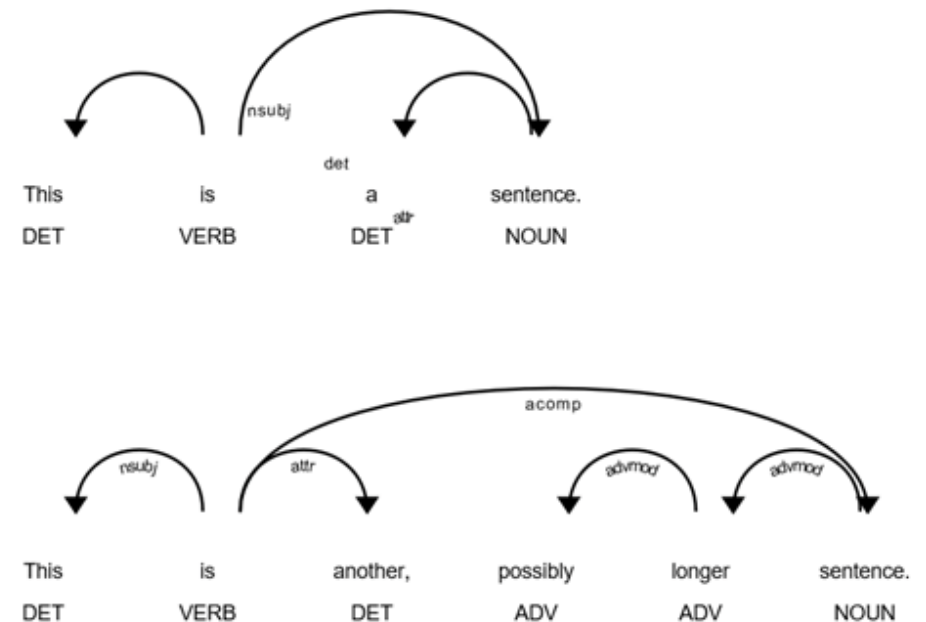 nsubj
det
This is a sentence.
attr
DET VERB DET NOUN
acomp
nsubj attr advmod advmod
This is another, possibly longer sentence.
DET VERB DET ADV ADV NOUN